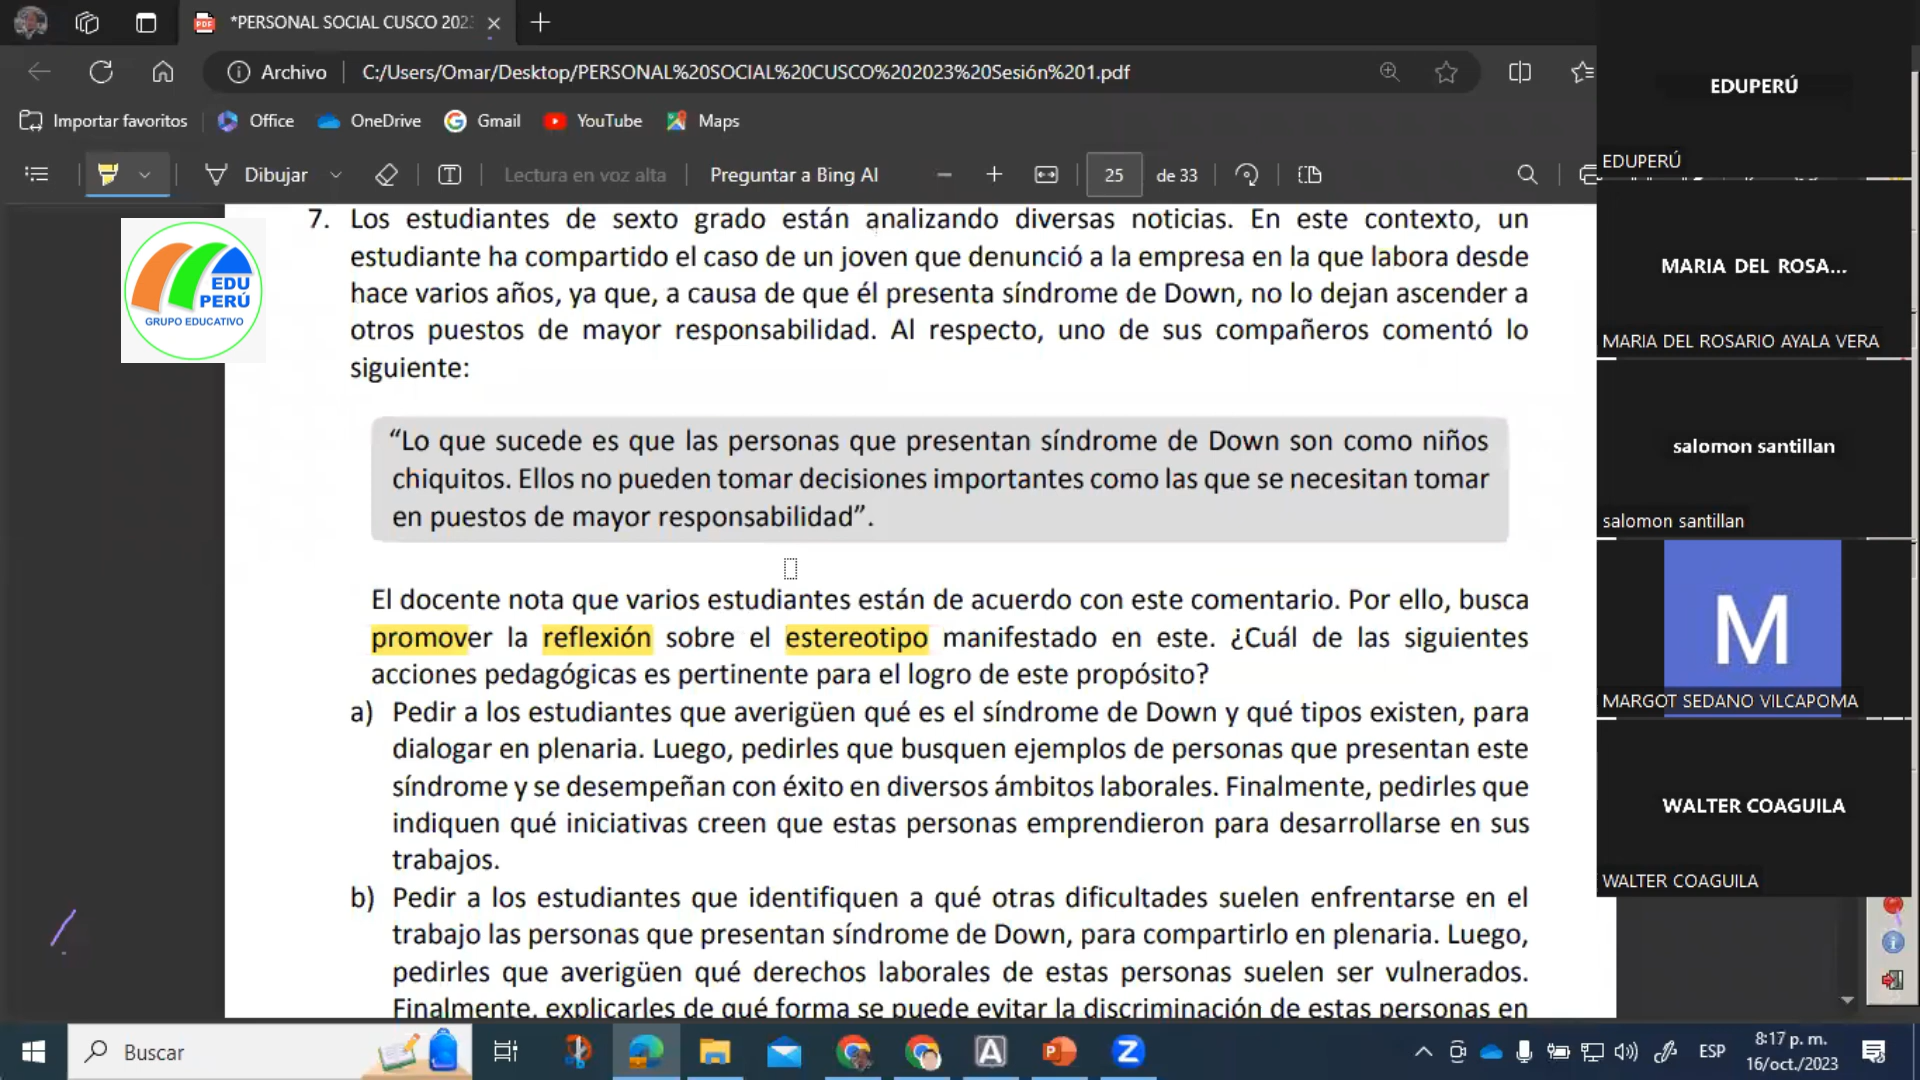 *PERSONAL SOCIAL CUSCO 202
Archivo
C:/Users/Omar/Desktop/PERSONAL%20SOCIAL%20CUSCO%202023%20Sesión%201.pdf
Importar favoritos
Office
OneDrive
Gmail
YouTube
Maps
Dibujar
Lectura en voz alta
Preguntar a Bing AI
25
de 33
EDU
PERÚ
GRUPO EDUCATIVO
7. Los estudiantes de sexto grado están analizando diversas noticias. En este contexto, un
estudiante ha compartido el caso de un joven que denunció a la empresa en la que labora desde
hace varios años, ya que, a causa de que él presenta síndrome de Down, no lo dejan ascender a
otros puestos de mayor responsabilidad. Al respecto, uno de sus compañeros comentó lo
siguiente:
“Lo que sucede es que las personas que presentan síndrome de Down son como niños
chiquitos. Ellos no pueden tomar decisiones importantes como las que se necesitan tomar
en puestos de mayor responsabilidad”.
El docente nota que varios estudiantes están de acuerdo con este comentario. Por ello, busca
promover la reflexión sobre el estereotipo manifestado en este. ¿Cuál de las siguientes
acciones pedagógicas es pertinente para el logro de este propósito?
a) Pedir a los estudiantes que averigüen qué es el síndrome de Down y qué tipos existen, para
dialogar en plenaria. Luego, pedirles que busquen ejemplos de personas que presentan este
síndrome y se desempeñan con éxito en diversos ámbitos laborales. Finalmente, pedirles que
indiquen qué iniciativas creen que estas personas emprendieron para desarrollarse en sus
trabajos.
b) Pedir a los estudiantes que identifiquen a qué otras dificultades suelen enfrentarse en el
trabajo las personas que presentan síndrome de Down, para compartirlo en plenaria. Luego,
pedirles que averigüen qué derechos laborales de estas personas suelen ser vulnerados.
Finalmente, explicarles de qué forma se puede evitar la discriminación de estas personas en
EDUPERÚ
EDUPERÚ
MARIA DEL ROSA...
MARIA DEL ROSARIO AYALA VERA
salomon santillan
salomon santillan
M
MARGOT SEDANO VILCAPOMA
WALTER COAGUILA
WALTER COAGUILA
Buscar
ESP
8:17 p. m.
16/oct./2023